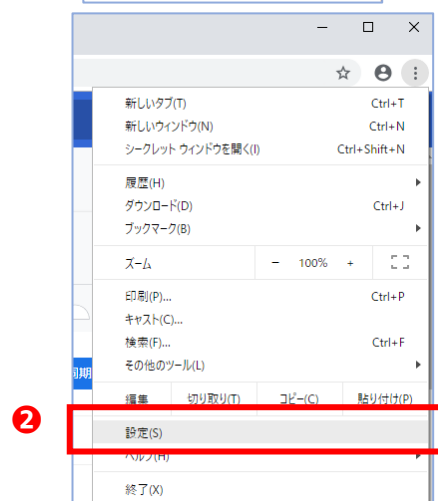 新しいタブ(T) Ctrl+T
新しいウィンドウ(N) Ctrl+N
シークレット ウィンドウを開く(I) Ctrl+Shift+N
履歴(H)
ダウンロード(D) Ctrl+J
ブックマーク(B)
ズーム - 100% +
印刷(P)... Ctrl+P
キャスト(C)...
検索(F)... Ctrl+F
その他のツール(L)
期
編集 切り取り(T) コピー(C) 貼り付け(P)
❷
設定(S)
ヘルプ(H)
終了(X)